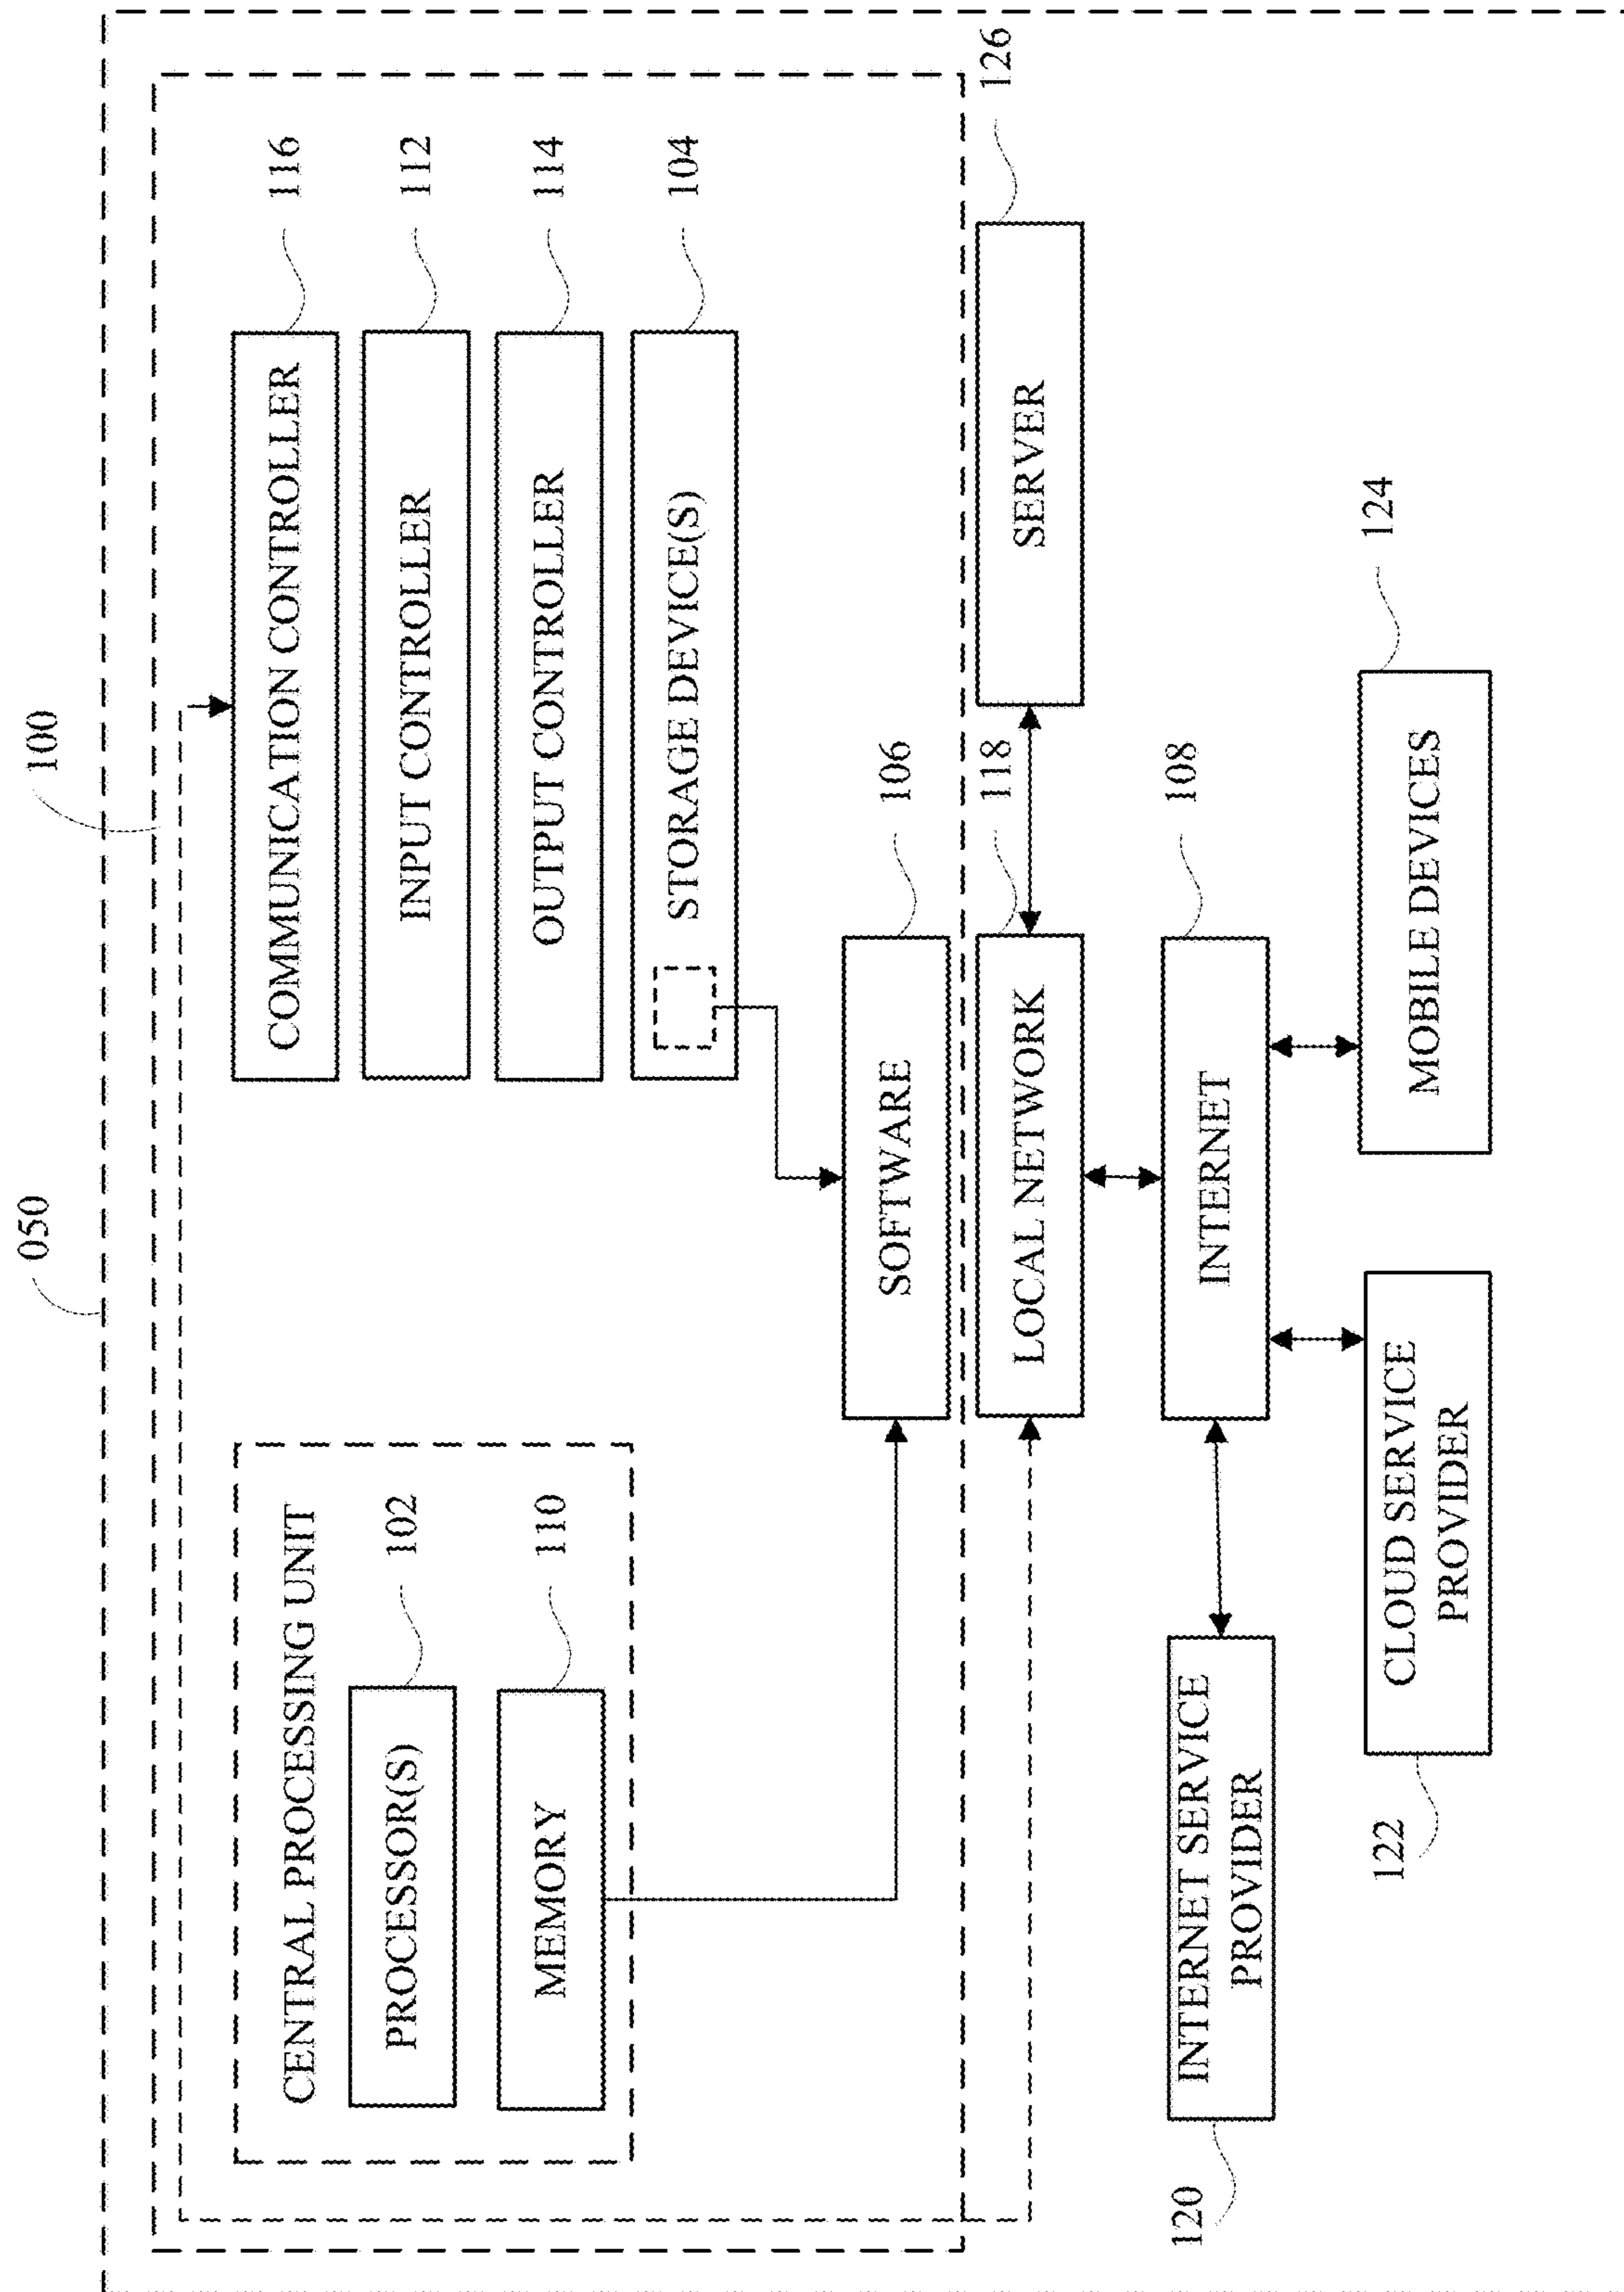 050
100
CENTRAL PROCESSING UNIT
COMMUNICATION CONTROLLER
116
PROCESSOR(S)
102
INPUT CONTROLLER
112
MEMORY
110
OUTPUT CONTROLLER
114
STORAGE DEVICE(S)
104
SOFTWARE
106
LOCAL NETWORK
118
SERVER
126
120
INTERNET SERVICE
PROVIDER
INTERNET
108
122
CLOUD SERVICE
PROVIDER
MOBILE DEVICES
124